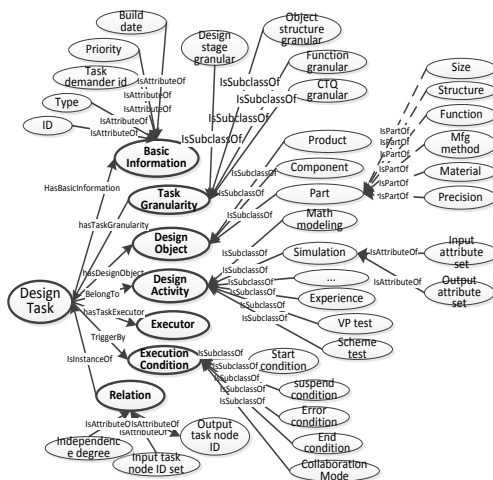 Build
date
Priority
Task
demander id
Type
ID
Design
stage
granular
Object
structure granular
Function
granular
CTQ
granular
Size
Structure
Function
Mfg
method
Material
Precision
IsAttributeOf
IsAttributeOf
IsAttributeOf
IsAttributeOf
IsAttributeOf
IsSubclassOf
IsSubclassOf
IsSubclassOf
IsSubclassOf
IsPartOf
IsPartOf
IsPartOf
IsPartOf
IsPartOf
IsPartOf
Basic
Information
HasBasicInformation
Task
Granularity
hasTaskGranularity
Product
Component
Part
IsSubclassOf
IsSubclassOf
IsSubclassOf
Design
Object
hasDesignObject
Math
modeling
Simulation
...
Experience
VP test
Scheme
test
IsAttributeOf
IsAttributeOf
Input
attribute
set
Output
attribute
set
IsSubclassOf
IsSubclassOf
IsSubclassOf
IsSubclassOf
IsSubclassOf
IsSubclassOf
Design
Activity
BelongTo
Design
Task
hasTaskExecutor
Executor
TriggerBy
Execution
Condition
IsInstanceOf
Relation
Start
condition
suspend
condition
Error
condition
End
condition
Collaboration
Mode
IsSubclassOf
IsSubclassOf
IsSubclassOf
IsSubclassOf
IsSubclassOf
IsAttributeOf
IsAttributeOf
IsAttributeOf
Independenc
e degree
Input task
node ID set
Output
task node
ID